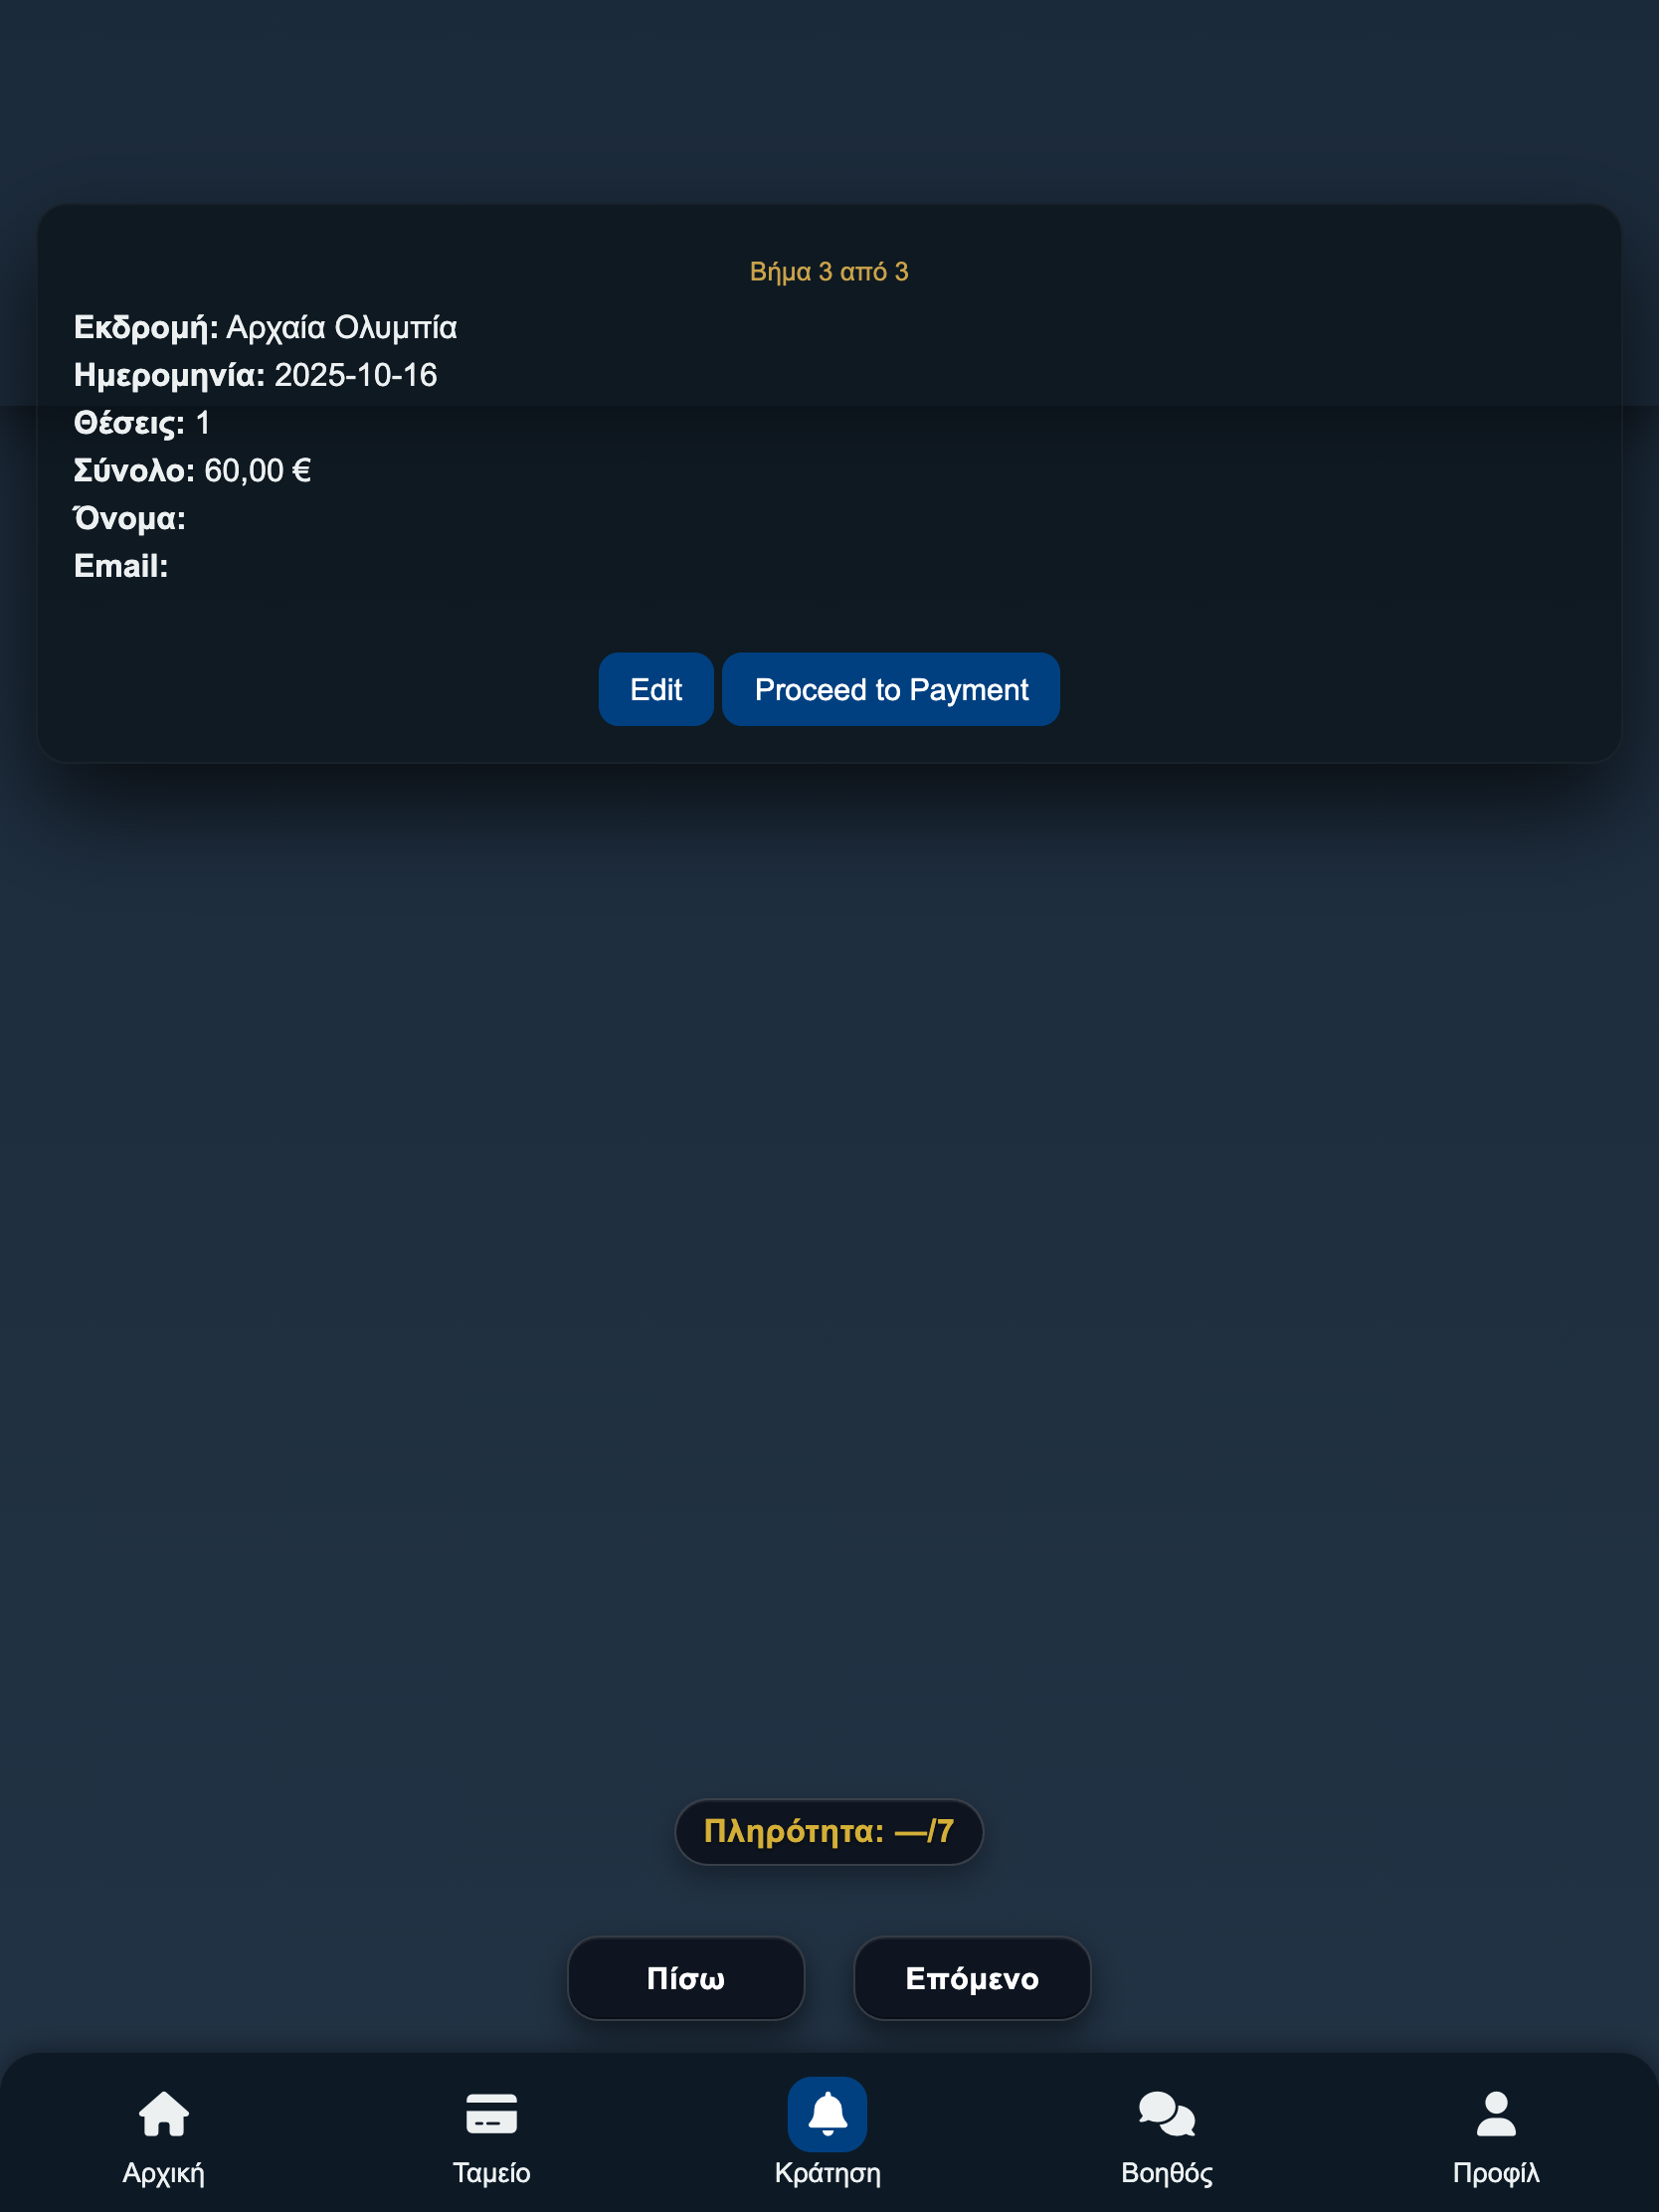 Βήμα 3 από 3
Εκδρομή: Αρχαία Ολυμπία
Ημερομηνία: 2025-10-16
Θέσεις: 1
Σύνολο: 60,00 €
Όνομα:
Email:
Edit Proceed to Payment
Πληρότητα: —/7
Πίσω Επόμενο
Αρχική Ταμείο Κράτηση Βοηθός Προφίλ